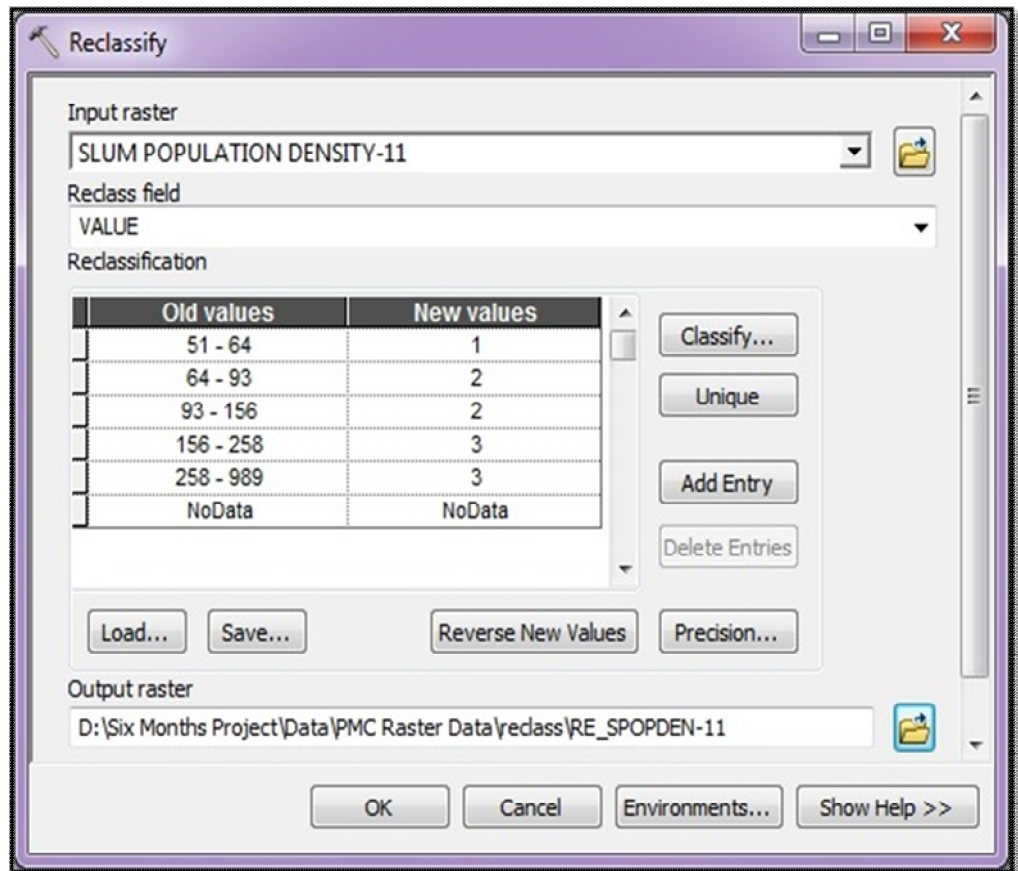 Reclassify
Input raster
SLUM POPULATION DENSITY-11
Reclass field
VALUE
Reclassification
Old values New values
51 - 64 1
64 - 93 2
93 - 156 2
156 - 258 3
258 - 989 3
NoData NoData
Classify...
Unique
Add Entry
Delete Entries
Load... Save... Reverse New Values Precision...
Output raster
D:\Six Months Project\Data\PMC Raster Data\reclass\RE_SPOPDEN-11
OK Cancel Environments... Show Help >>